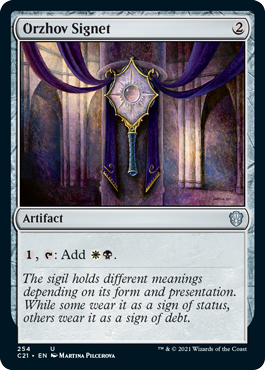 Orzhov Signet 2
Artifact
1, : Add .
The sigil holds different meanings
depending on its form and presentation.
While some wear it as a sign of status,
others wear it as a sign of debt.
254 U
C21 • EN MARTINA PILCEROVA
™ & © 2021 Wizards of the Coast